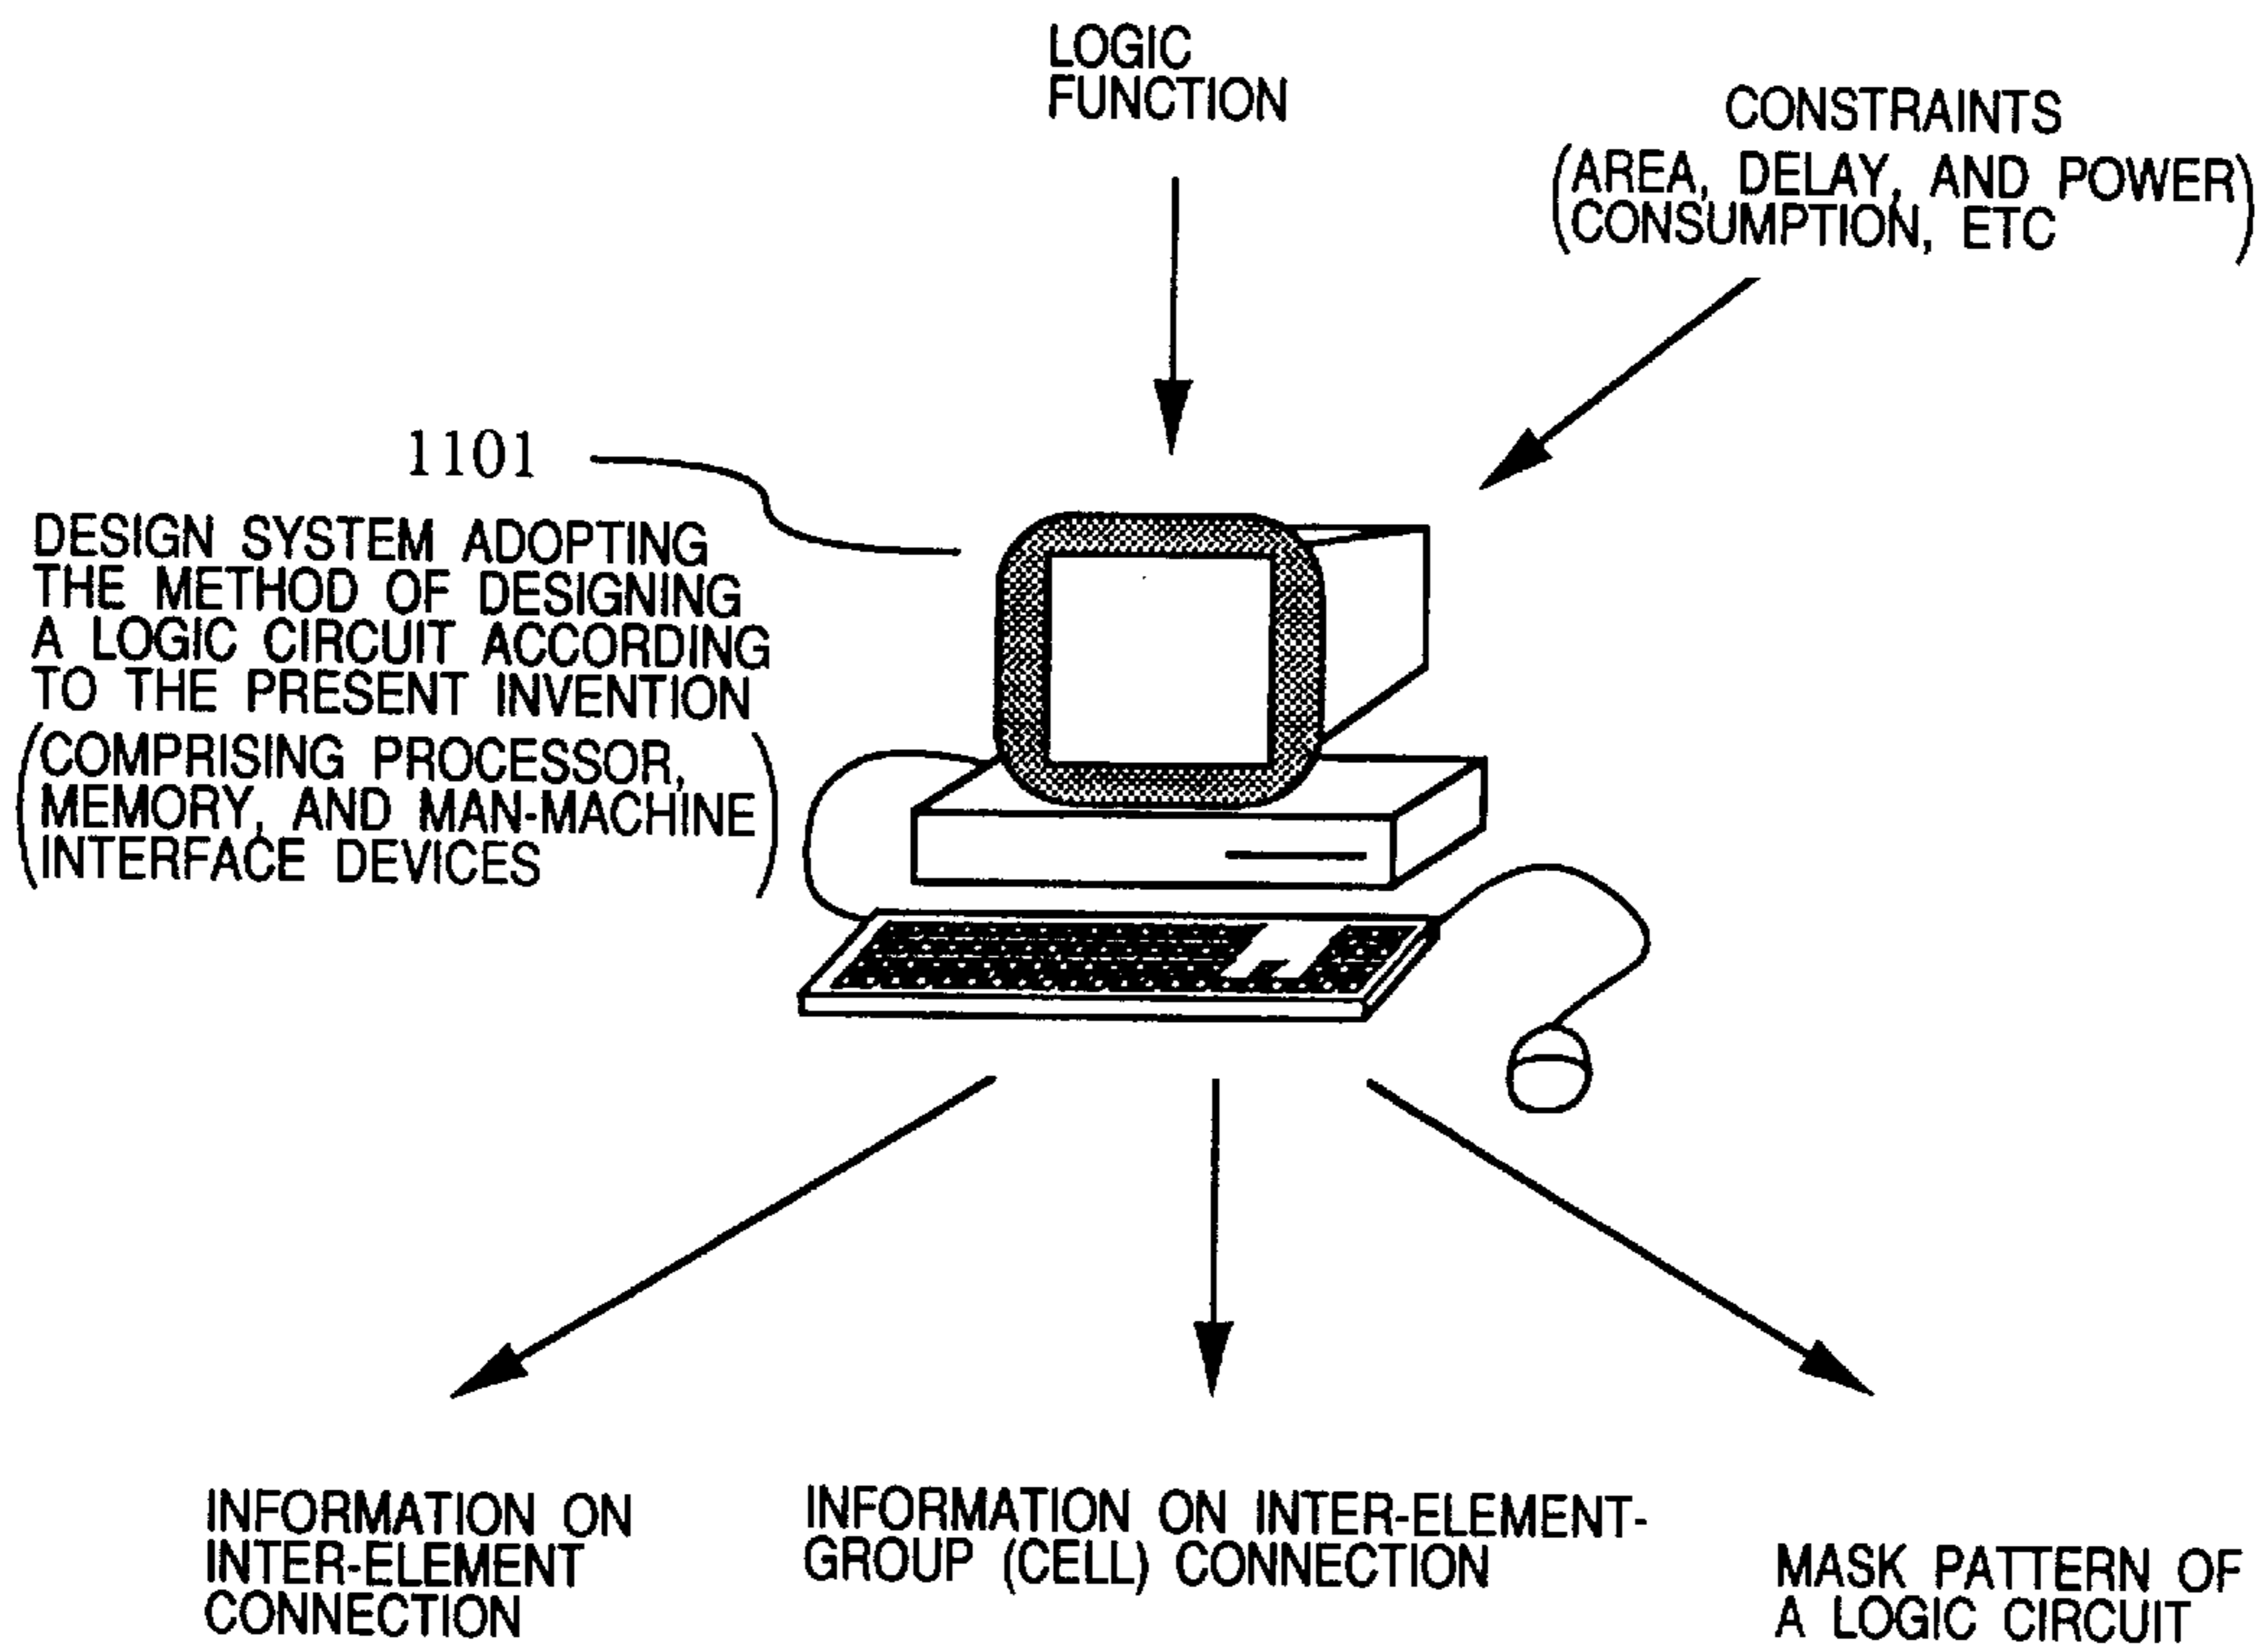 LOGIC
FUNCTION
CONSTRAINTS
(AREA, DELAY, AND POWER
CONSUMPTION, ETC)
1101
DESIGN SYSTEM ADOPTING
THE METHOD OF DESIGNING
A LOGIC CIRCUIT ACCORDING
TO THE PRESENT INVENTION
(COMPRISING PROCESSOR,
MEMORY, AND MAN-MACHINE
INTERFACE DEVICES)
INFORMATION ON
INTER-ELEMENT
CONNECTION
INFORMATION ON INTER-ELEMENT-
GROUP (CELL) CONNECTION
MASK PATTERN OF
A LOGIC CIRCUIT